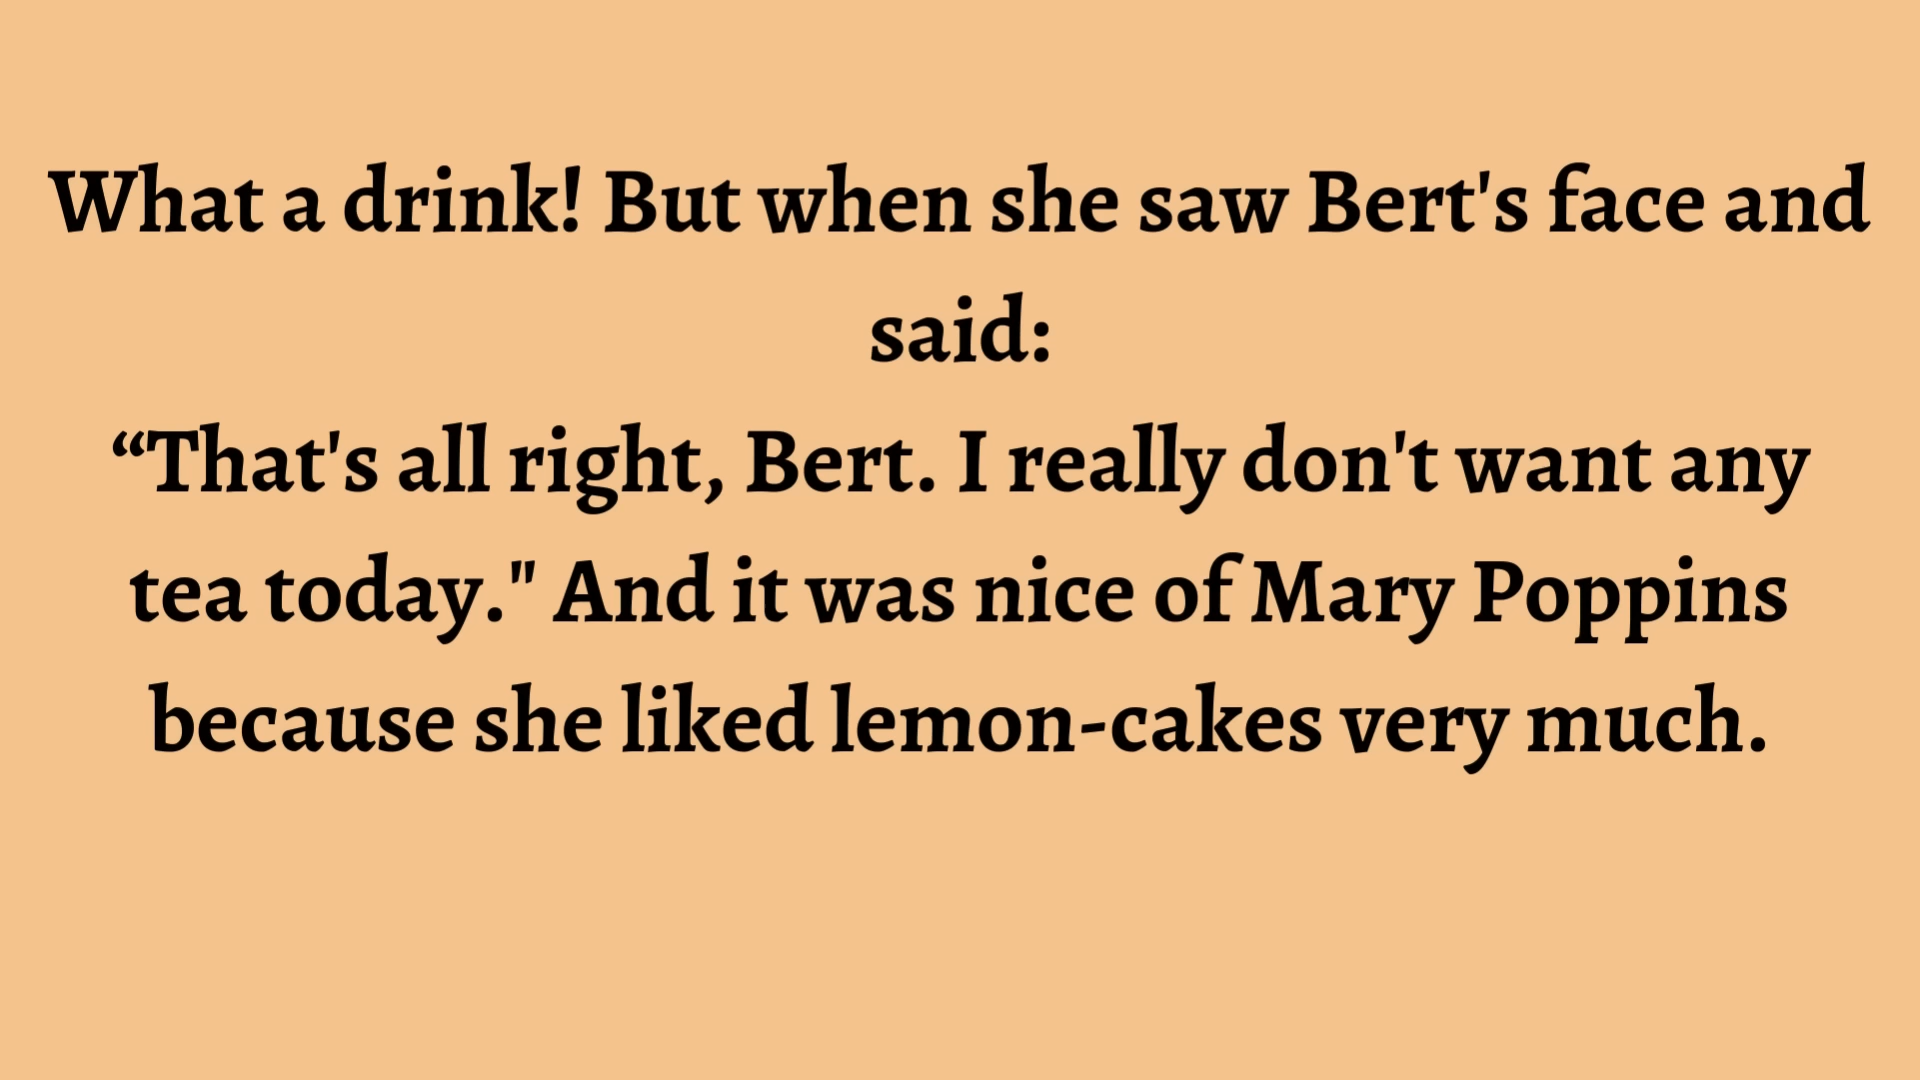 What a drink! But when she saw Bert's face and
said:
“That's all right, Bert. I really don't want any
tea today." And it was nice of Mary Poppins
because she liked lemon-cakes very much.